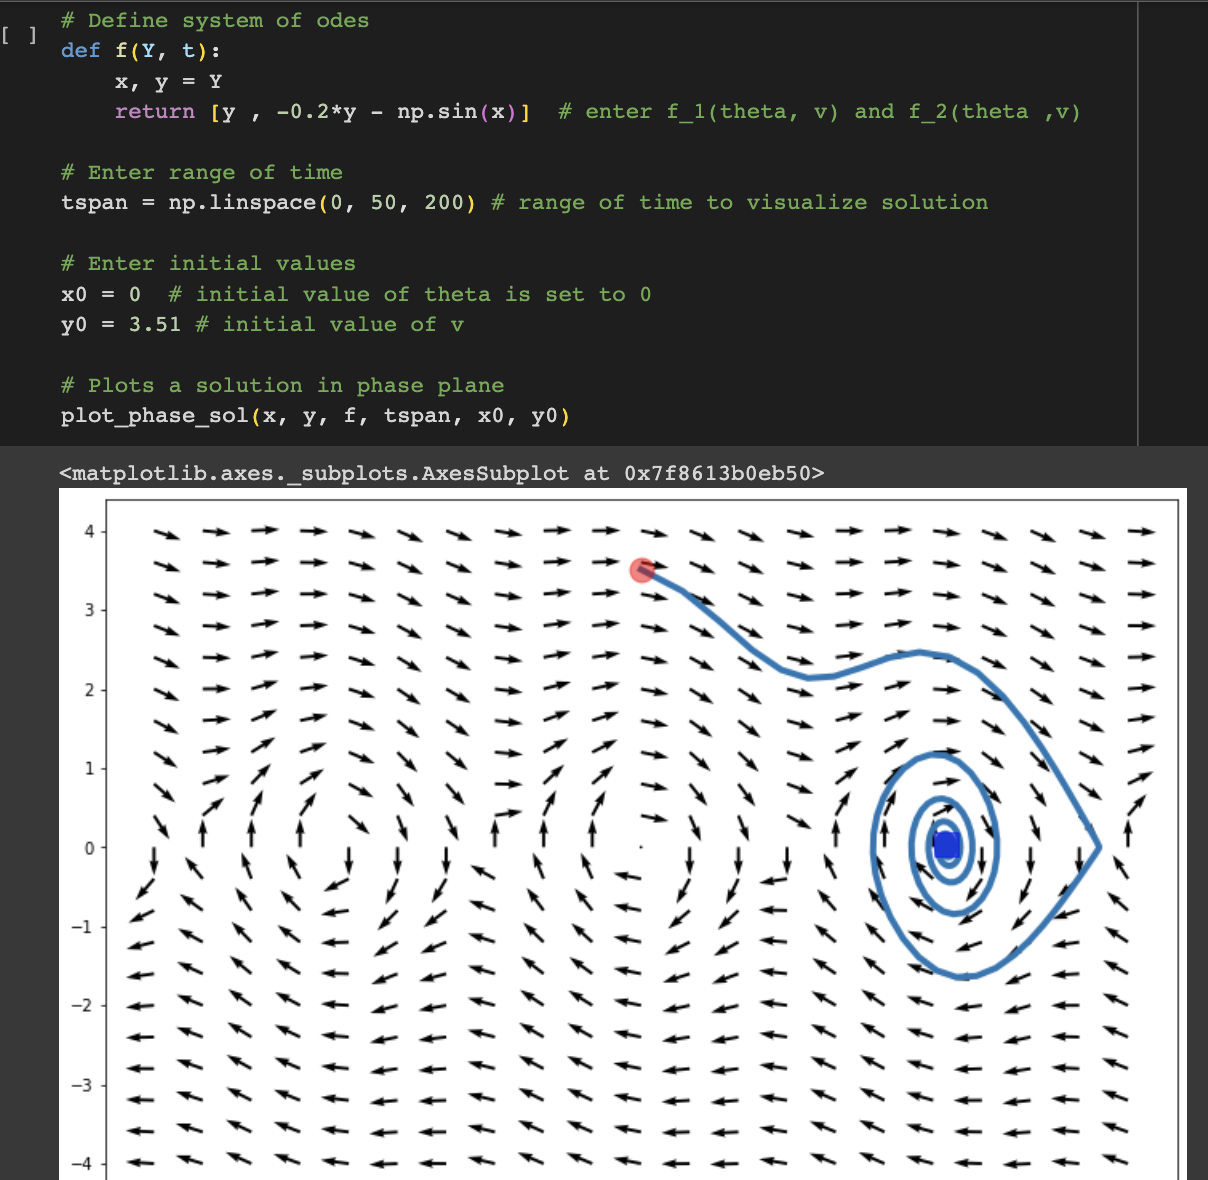 # Define system of odes
[ ]
def f(Y, t):
    x, y = Y
    return [y , -0.2*y - np.sin(x)]  # enter f_1(theta, v) and f_2(theta ,v)
# Enter range of time
tspan = np.linspace(0, 50, 200) # range of time to visualize solution
# Enter initial values
x0 = 0  # initial value of theta is set to 0
y0 = 3.51 # initial value of v
# Plots a solution in phase plane
plot_phase_sol(x, y, f, tspan, x0, y0)
<matplotlib.axes._subplots.AxesSubplot at 0x7f8613b0eb50>
4
3
2
1
0
−1
−2
−3
−4